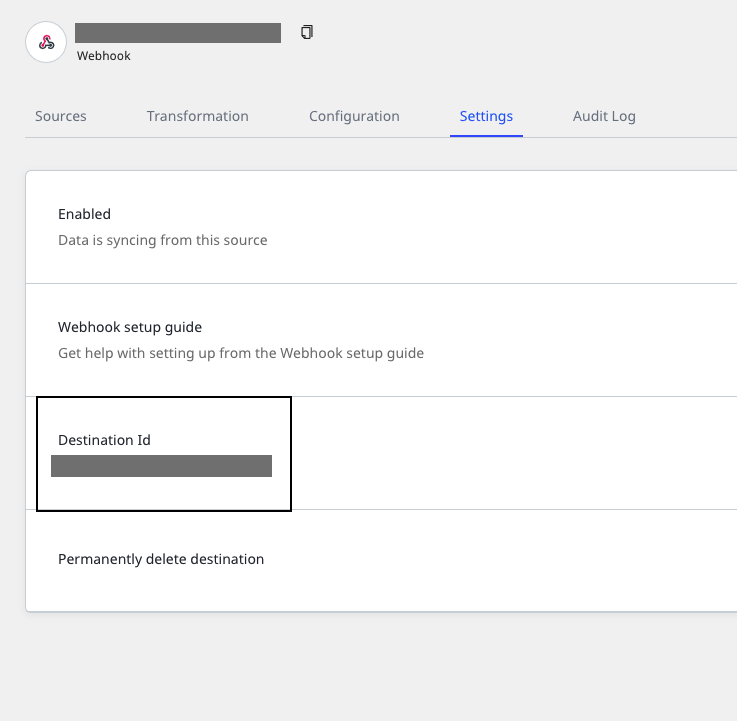 Webhook
Sources Transformation Configuration Settings Audit Log
Enabled
Data is syncing from this source
Webhook setup guide
Get help with setting up from the Webhook setup guide
Destination Id
Permanently delete destination